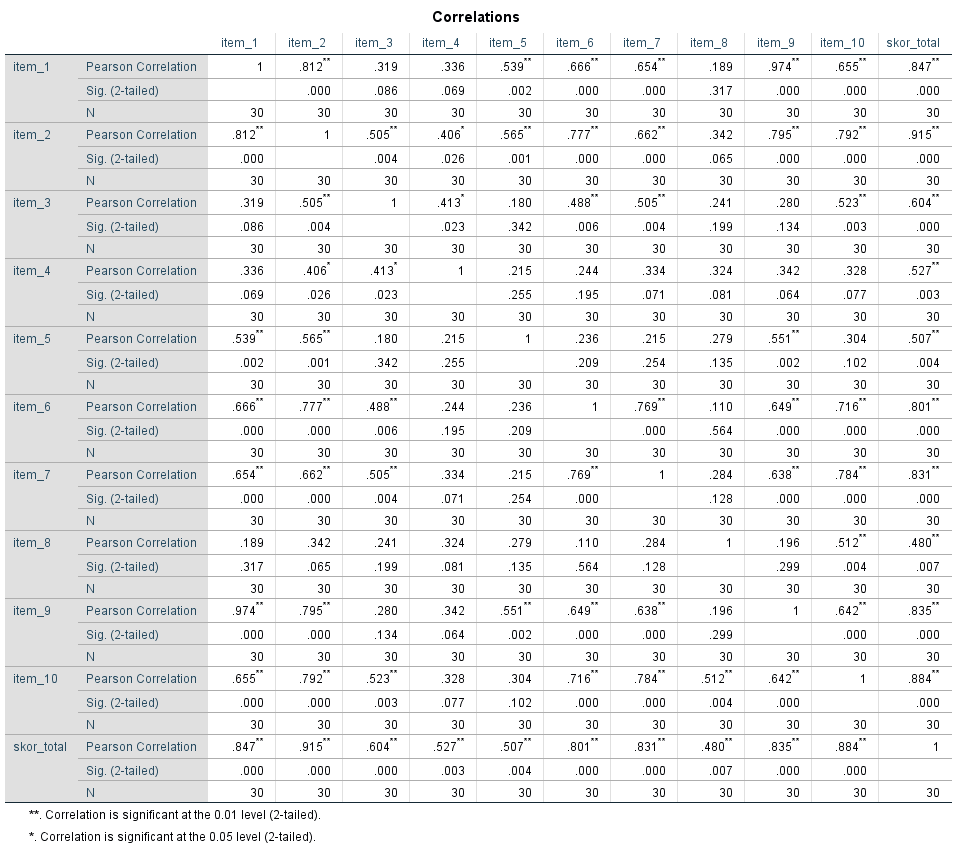 Correlations
item_1 item_2 item_3 item_4 item_5 item_6 item_7 item_8 item_9 item_10 skor_total
item_1 Pearson Correlation 1 .812** .319 .336 .539** .666** .654** .189 .974** .655** .847**
Sig. (2-tailed) .000 .086 .069 .002 .000 .000 .317 .000 .000 .000
N 30 30 30 30 30 30 30 30 30 30 30
item_2 Pearson Correlation .812** 1 .505** .406* .565** .777** .662** .342 .795** .792** .915**
Sig. (2-tailed) .000 .004 .026 .001 .000 .000 .065 .000 .000 .000
N 30 30 30 30 30 30 30 30 30 30 30
item_3 Pearson Correlation .319 .505** 1 .413* .180 .488** .505** .241 .280 .523** .604**
Sig. (2-tailed) .086 .004 .023 .342 .006 .004 .199 .134 .003 .000
N 30 30 30 30 30 30 30 30 30 30 30
item_4 Pearson Correlation .336 .406* .413* 1 .215 .244 .334 .324 .342 .328 .527**
Sig. (2-tailed) .069 .026 .023 .255 .195 .071 .081 .064 .077 .003
N 30 30 30 30 30 30 30 30 30 30 30
item_5 Pearson Correlation .539** .565** .180 .215 1 .236 .215 .279 .551** .304 .507**
Sig. (2-tailed) .002 .001 .342 .255 .209 .254 .135 .002 .102 .004
N 30 30 30 30 30 30 30 30 30 30 30
item_6 Pearson Correlation .666** .777** .488** .244 .236 1 .769** .110 .649** .716** .801**
Sig. (2-tailed) .000 .000 .006 .195 .209 .000 .564 .000 .000 .000
N 30 30 30 30 30 30 30 30 30 30 30
item_7 Pearson Correlation .654** .662** .505** .334 .215 .769** 1 .284 .638** .784** .831**
Sig. (2-tailed) .000 .000 .004 .071 .254 .000 .128 .000 .000 .000
N 30 30 30 30 30 30 30 30 30 30 30
item_8 Pearson Correlation .189 .342 .241 .324 .279 .110 .284 1 .196 .512** .480**
Sig. (2-tailed) .317 .065 .199 .081 .135 .564 .128 .299 .004 .007
N 30 30 30 30 30 30 30 30 30 30 30
item_9 Pearson Correlation .974** .795** .280 .342 .551** .649** .638** .196 1 .642** .835**
Sig. (2-tailed) .000 .000 .134 .064 .002 .000 .000 .299 .000 .000
N 30 30 30 30 30 30 30 30 30 30 30
item_10 Pearson Correlation .655** .792** .523** .328 .304 .716** .784** .512** .642** 1 .884**
Sig. (2-tailed) .000 .000 .003 .077 .102 .000 .000 .004 .000 .000
N 30 30 30 30 30 30 30 30 30 30 30
skor_total Pearson Correlation .847** .915** .604** .527** .507** .801** .831** .480** .835** .884** 1
Sig. (2-tailed) .000 .000 .000 .003 .004 .000 .000 .007 .000 .000
N 30 30 30 30 30 30 30 30 30 30 30
**. Correlation is significant at the 0.01 level (2-tailed).
*. Correlation is significant at the 0.05 level (2-tailed).